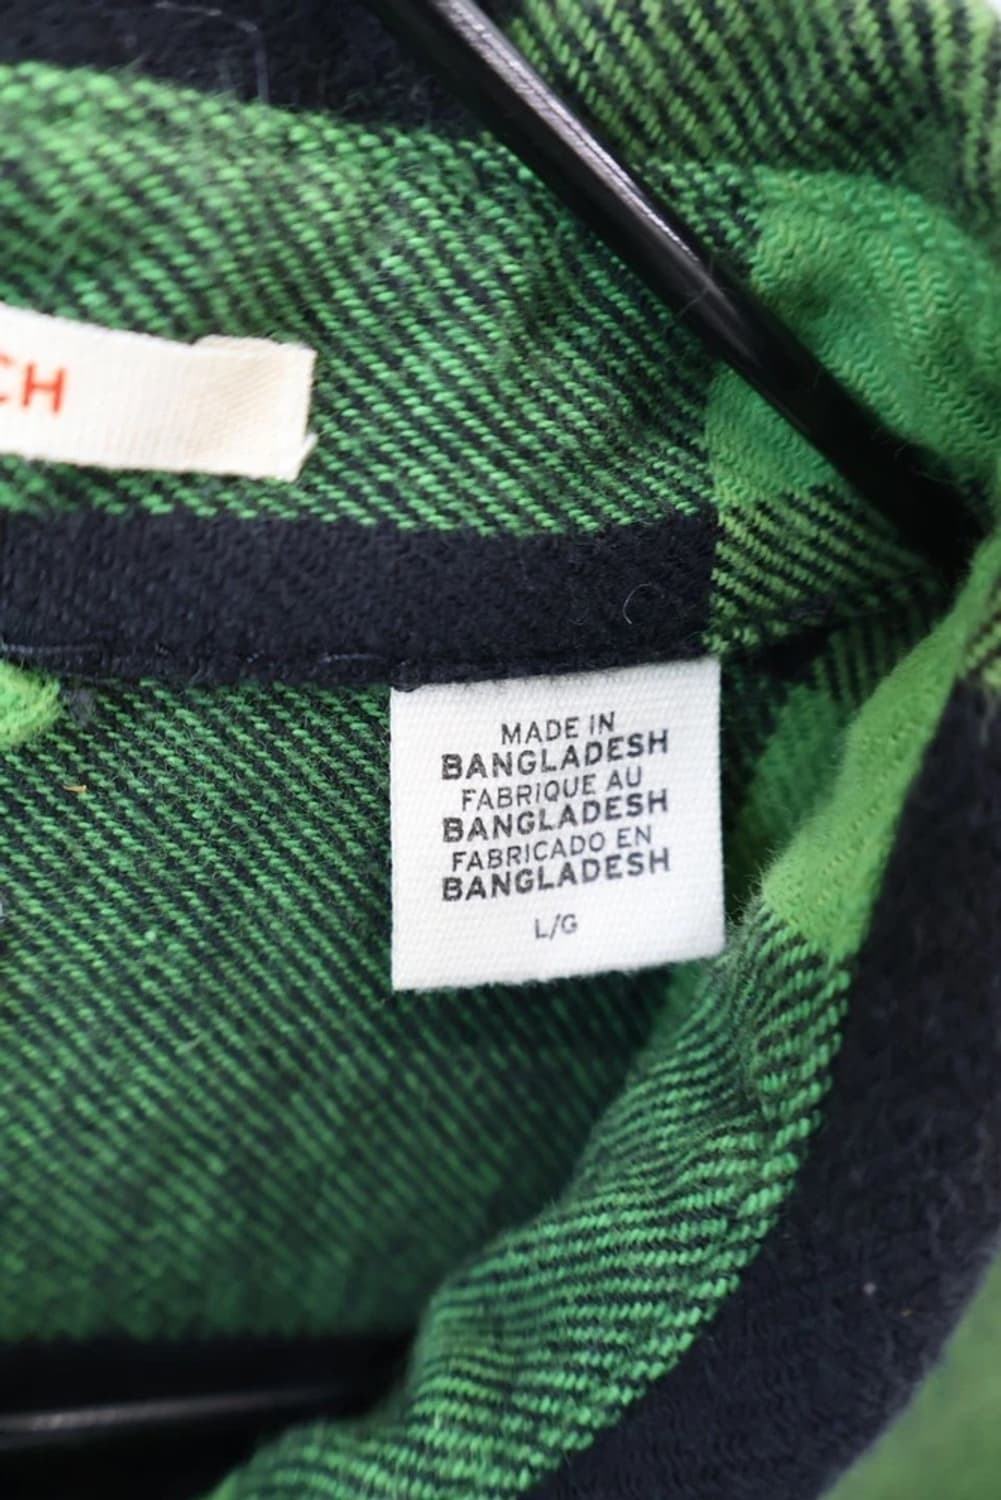 CH
MADE IN
BANGLADESH
FABRIQUE AU
BANGLADESH
FABRICADO EN
BANGLADESH
L/G